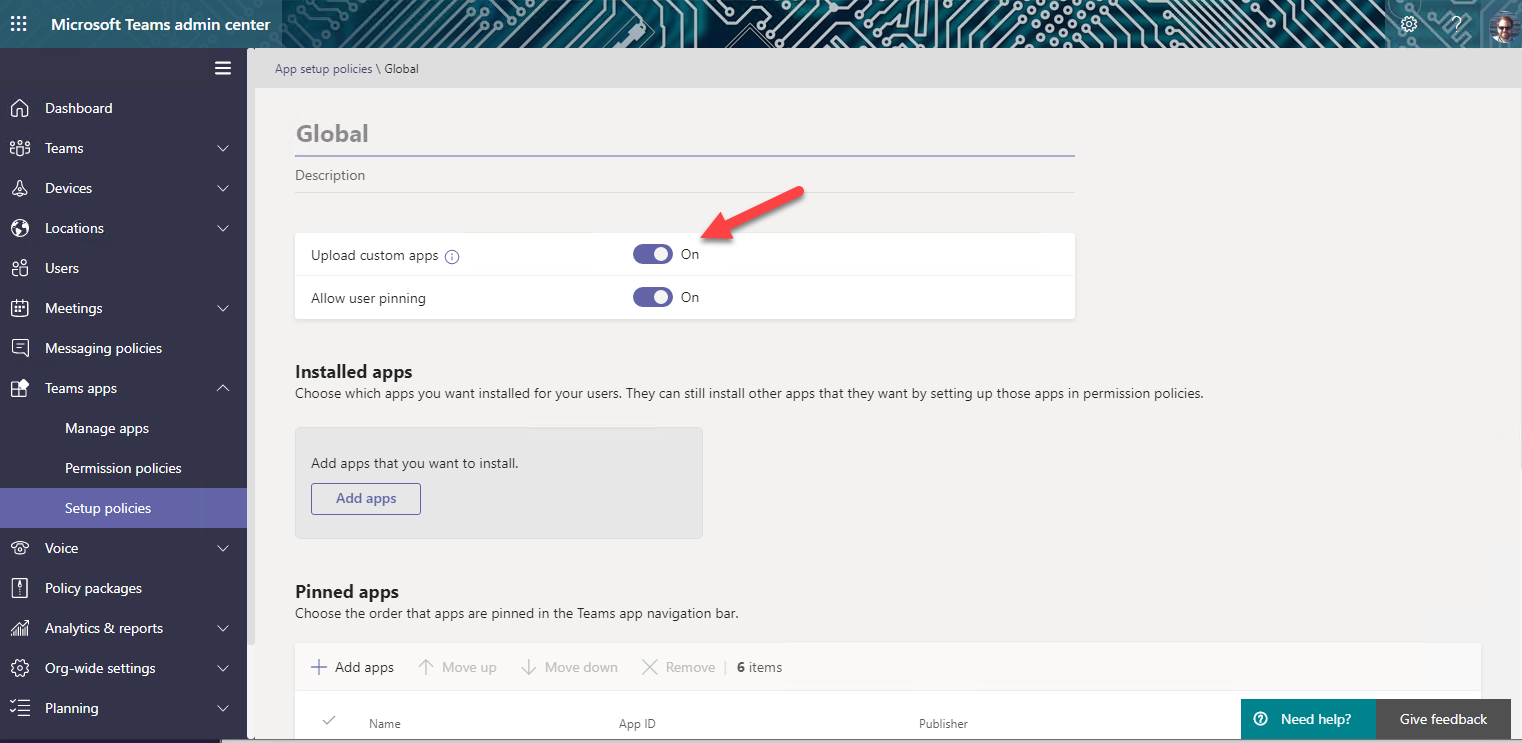 Microsoft Teams admin center
?
App setup policies \ Global
Dashboard
Teams
Devices
Locations
Users
Meetings
Messaging policies
Teams apps
Manage apps
Permission policies
Setup policies
Voice
Policy packages
Analytics & reports
Org-wide settings
Planning
Global
Description
Upload custom apps On
Allow user pinning On
Installed apps
Choose which apps you want installed for your users. They can still install other apps that they want by setting up those apps in permission policies.
Add apps that you want to install.
Add apps
Pinned apps
Choose the order that apps are pinned in the Teams app navigation bar.
Add apps Move up Move down Remove | 6 items
Name App ID Publisher
Need help? Give feedback